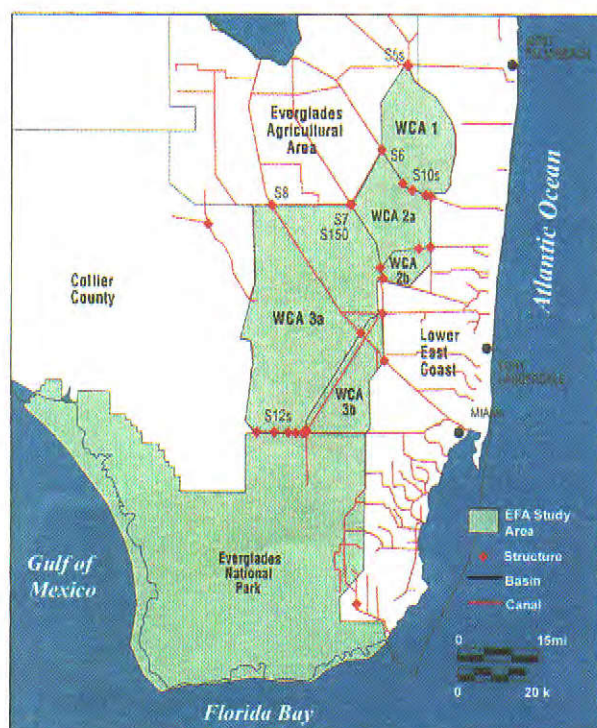 S5s
WCA 1
Everglades
Agricultural
Area
S6
S10s
S8
S7
S150
WCA 2a
WCA
2b
Collier
County
WCA 3a
Lower
East
Coast
Atlantic Ocean
WCA
3b
S12s
MIAMI
Gulf of
Mexico
Everglades
National
Park
EFA Study
Area
Structure
Basin
Canal
0 15mi
0 20 k
Florida Bay